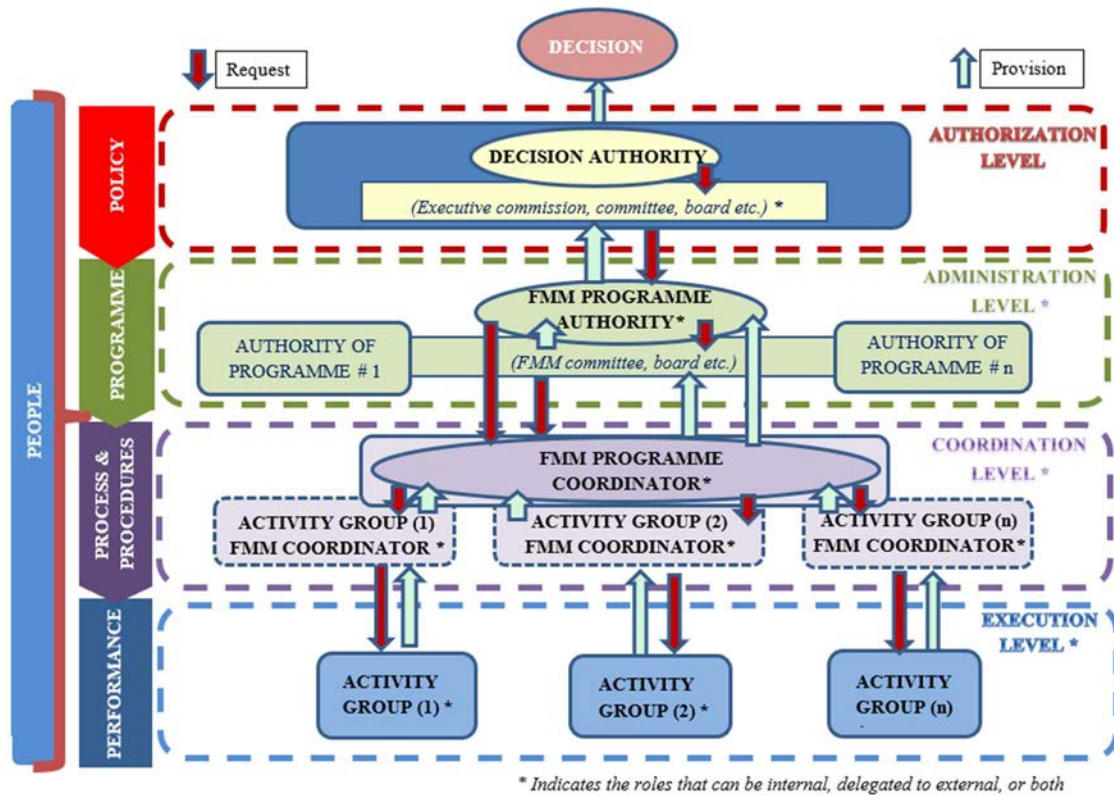 DECISION
Request
Provision
PEOPLE
POLICY
AUTHORIZATION
LEVEL
DECISION AUTHORITY
(Executive commission, committee, board etc.) *
PROGRAMME
ADMINISTRATION
LEVEL *
FMM PROGRAMME
AUTHORITY*
AUTHORITY OF
PROGRAMME # 1
(FMM committee, board etc.)
AUTHORITY OF
PROGRAMME # n
PROCESS &
PROCEDURES
COORDINATION
LEVEL *
FMM PROGRAMME
COORDINATOR*
ACTIVITY GROUP (1)
FMM COORDINATOR *
ACTIVITY GROUP (2)
FMM COORDINATOR*
ACTIVITY GROUP (n)
FMM COORDINATOR*
PERFORMANCE
EXECUTION
LEVEL *
ACTIVITY
GROUP (1) *
ACTIVITY
GROUP (2) *
ACTIVITY
GROUP (n)
* Indicates the roles that can be internal, delegated to external, or both